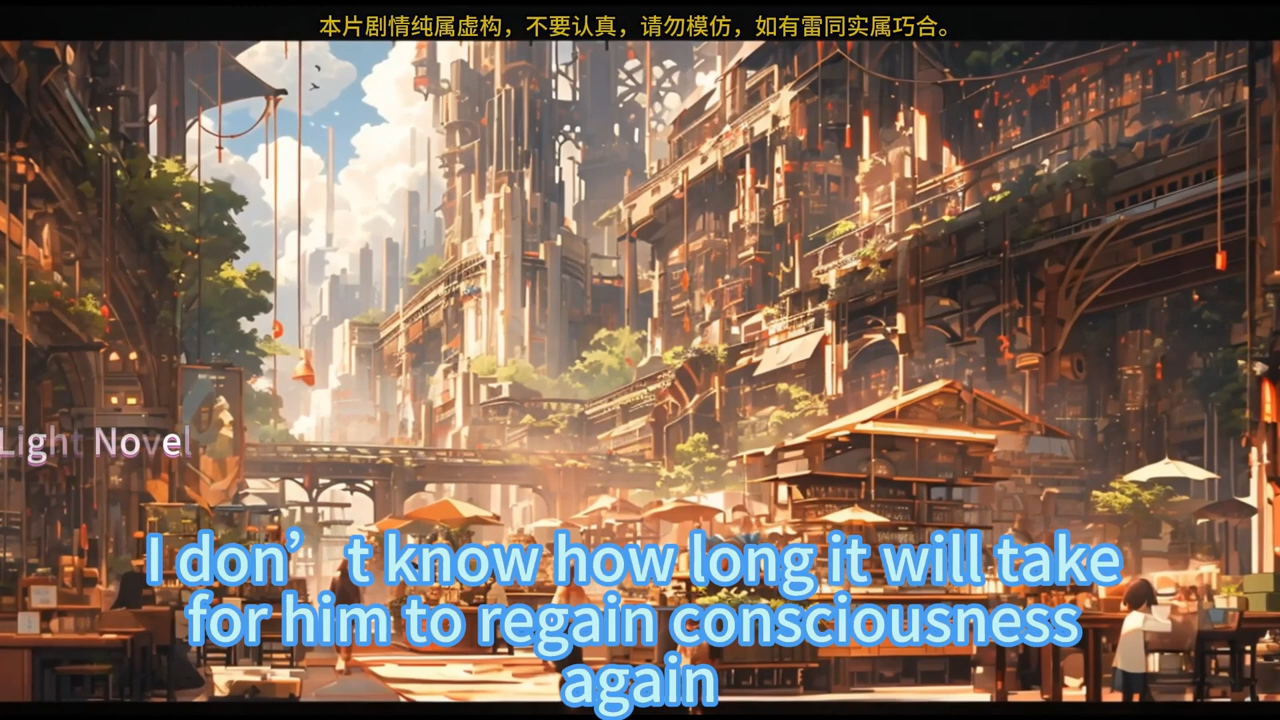 本片剧情纯属虚构，不要认真，请勿模仿，如有雷同实属巧合。
Light Novel
I don’t know how long it will take
for him to regain consciousness
again